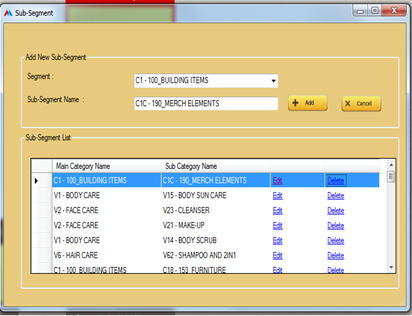 Sub-Segment
Add New Sub-Segment
Segment :
C1 - 100_BUILDING ITEMS
Sub-Segment Name :
C1C - 190_MERCH ELEMENTS
Add
Cancel
Sub-Segment List
Main Category Name Sub Category Name
C1 - 100_BUILDING ITEMS C1C - 190_MERCH ELEMENTS Edit Delete
V1 - BODY CARE V15 - BODY SUN CARE Edit Delete
V2 - FACE CARE V23 - CLEANSER Edit Delete
V2 - FACE CARE V21 - MAKE-UP Edit Delete
V1 - BODY CARE V14 - BODY SCRUB Edit Delete
V6 - HAIR CARE V62 - SHAMPOO AND 2IN1 Edit Delete
C1 - 100_BUILDING ITEMS C18 - 153_FURNITURE Edit Delete